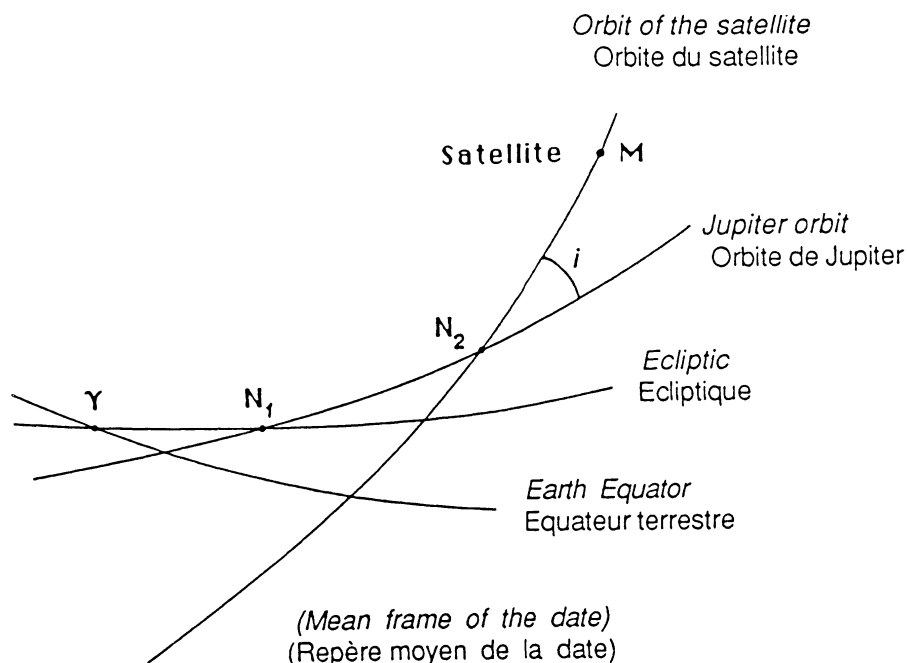 Orbit of the satellite
Orbite du satellite
Satellite
M
Jupiter orbit
Orbite de Jupiter
i
N₂
Ecliptic
Ecliptique
γ
N₁
Earth Equator
Equateur terrestre
(Mean frame of the date)
(Repère moyen de la date)